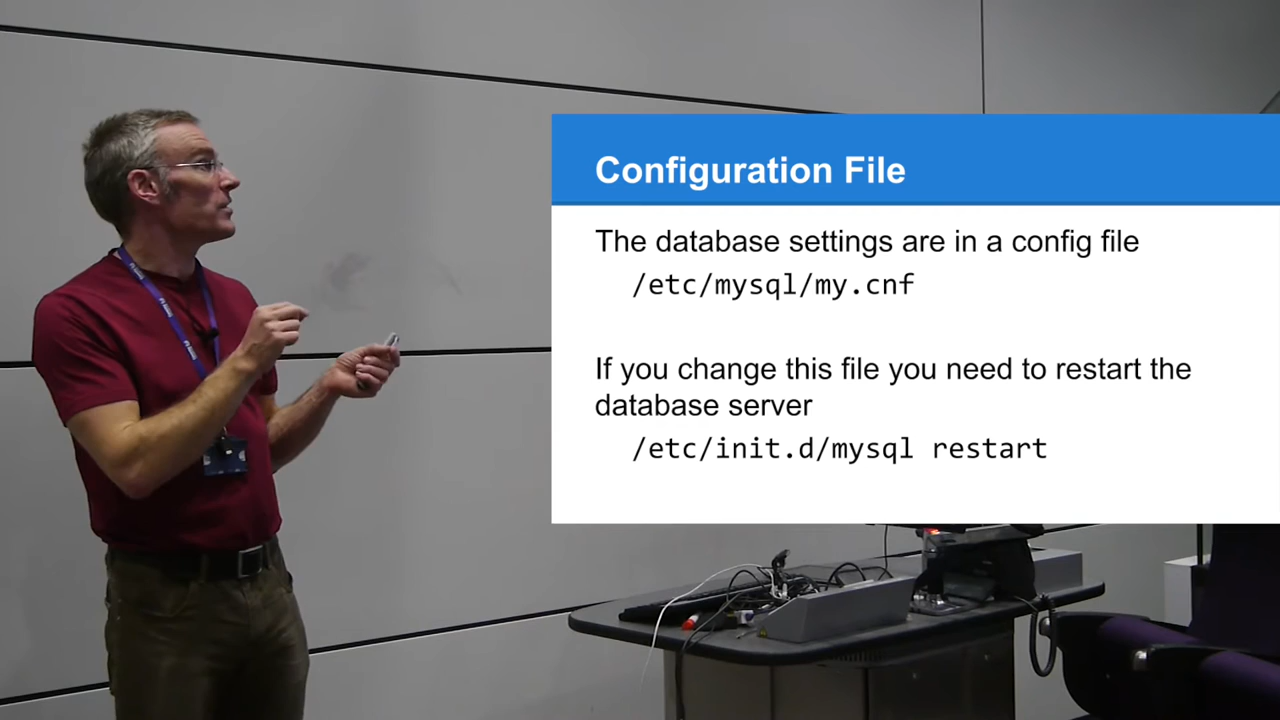 Configuration File
The database settings are in a config file
/etc/mysql/my.cnf
If you change this file you need to restart the
database server
/etc/init.d/mysql restart